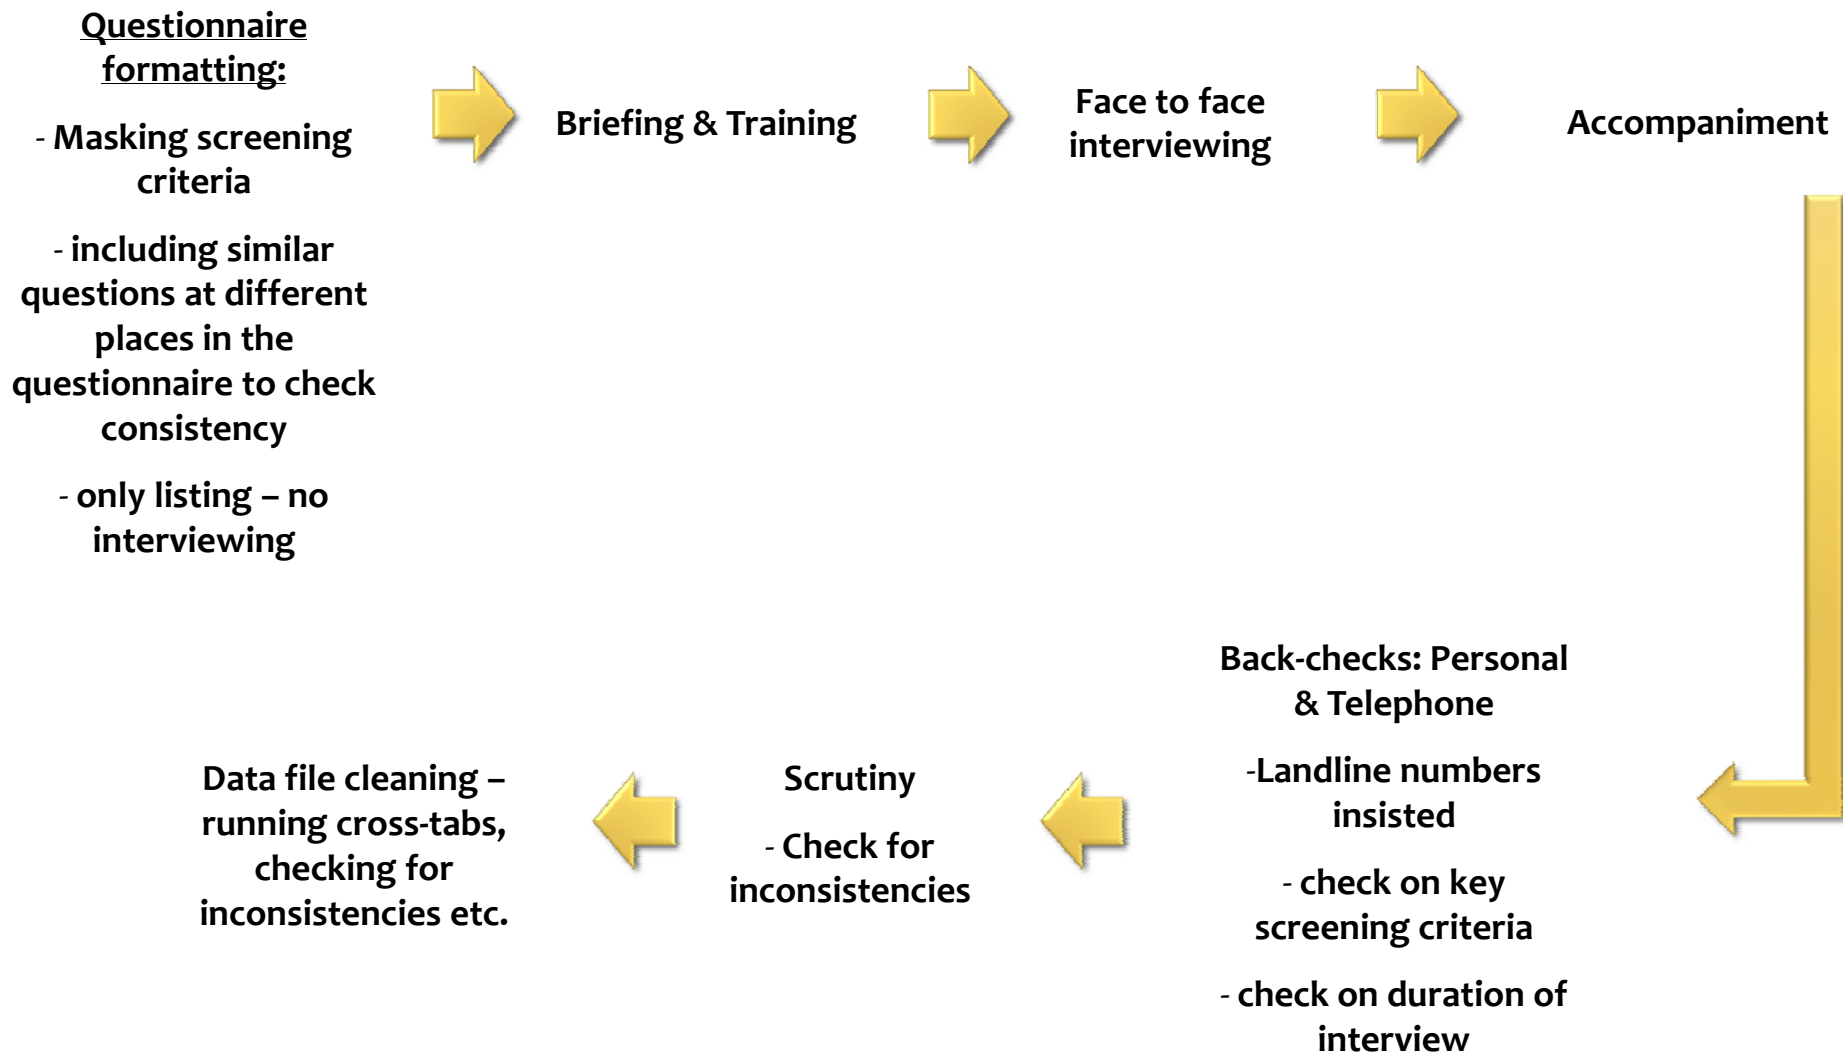 Questionnaire
formatting:
- Masking screening
criteria
- including similar
questions at different
places in the
questionnaire to check
consistency
- only listing – no
interviewing
Briefing & Training
Face to face
interviewing
Accompaniment
Back-checks: Personal
& Telephone
-Landline numbers
insisted
- check on key
screening criteria
- check on duration of
interview
Scrutiny
- Check for
inconsistencies
Data file cleaning –
running cross-tabs,
checking for
inconsistencies etc.